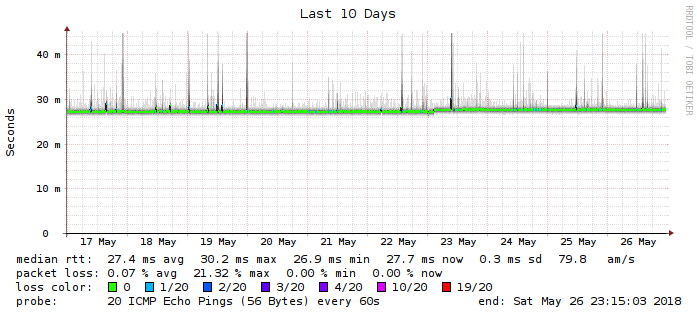 Last 10 Days
RRDTOOL / TOBI OETIKER
Seconds
40 m
30 m
20 m
10 m
0
17 May 18 May 19 May 20 May 21 May 22 May 23 May 24 May 25 May 26 May
median rtt: 27.4 ms avg 30.2 ms max 26.9 ms min 27.7 ms now 0.3 ms sd 79.8 am/s
packet loss: 0.07 % avg 21.32 % max 0.00 % min 0.00 % now
loss color: 0 1/20 2/20 3/20 4/20 10/20 19/20
probe: 20 ICMP Echo Pings (56 Bytes) every 60s end: Sat May 26 23:15:03 2018